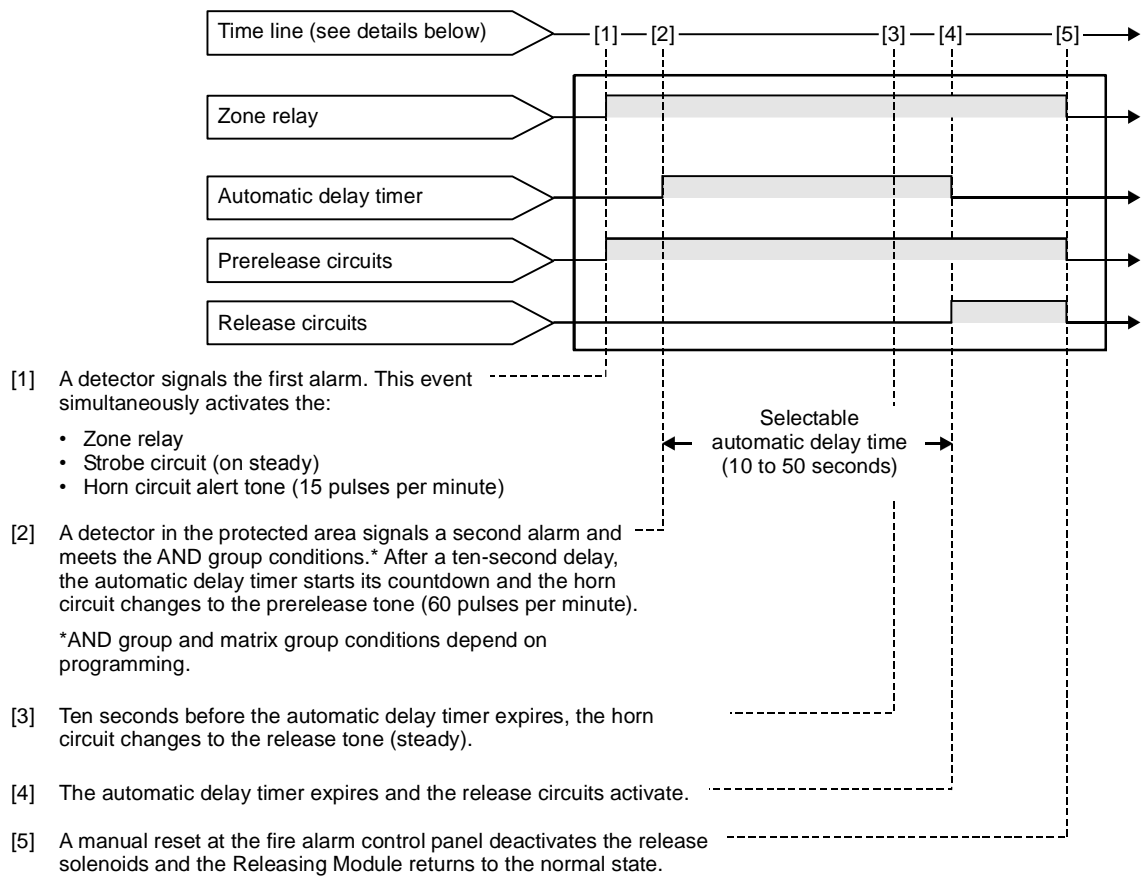 Time line (see details below)
[1] [2] [3] [4] [5]
Zone relay
Automatic delay timer
Prerelease circuits
Release circuits
[1] A detector signals the first alarm. This event
simultaneously activates the:
• Zone relay
• Strobe circuit (on steady)
• Horn circuit alert tone (15 pulses per minute)
Selectable
automatic delay time
(10 to 50 seconds)
[2] A detector in the protected area signals a second alarm and
meets the AND group conditions.* After a ten-second delay,
the automatic delay timer starts its countdown and the horn
circuit changes to the prerelease tone (60 pulses per minute).
*AND group and matrix group conditions depend on
programming.
[3] Ten seconds before the automatic delay timer expires, the horn
circuit changes to the release tone (steady).
[4] The automatic delay timer expires and the release circuits activate.
[5] A manual reset at the fire alarm control panel deactivates the release
solenoids and the Releasing Module returns to the normal state.